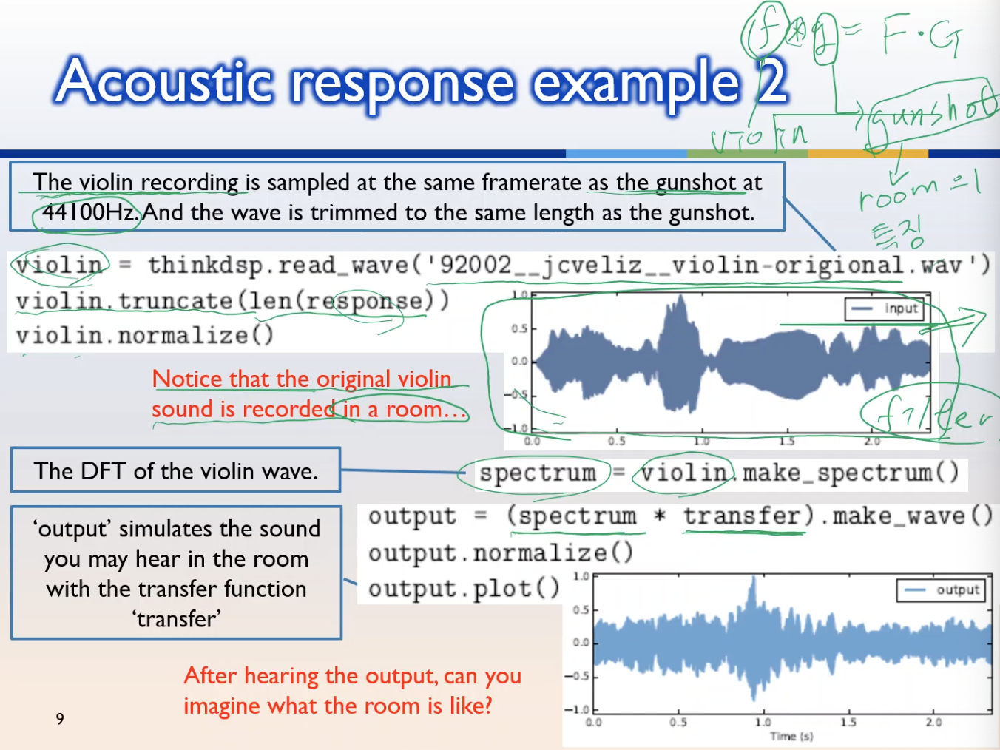 f ⊛ g = F · G
Acoustic response example 2
violin
gunshot
room =1
특징
The violin recording is sampled at the same framerate as the gunshot at
44100Hz. And the wave is trimmed to the same length as the gunshot.
violin = thinkdsp.read_wave('92002__jcveliz__violin-origional.wav')
violin.truncate(len(response))
violin.normalize()
1.0
0.5
0.0
−0.5
−1.0
input
0.0 0.5 1.0 1.5 2.0
Notice that the original violin
sound is recorded in a room…
filter
The DFT of the violin wave.
spectrum = violin.make_spectrum()
‘output’ simulates the sound
you may hear in the room
with the transfer function
‘transfer’
output = (spectrum * transfer).make_wave()
output.normalize()
output.plot()
1.0
0.5
0.0
−0.5
−1.0
output
0.0 0.5 1.0 1.5 2.0
Time (s)
After hearing the output, can you
imagine what the room is like?
9